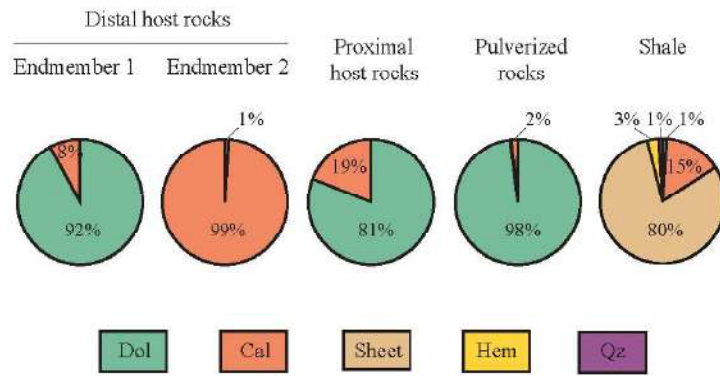 Distal host rocks
Endmember 1 Endmember 2 Proximal host rocks Pulverized rocks Shale
8% 92%
1% 99%
19% 81%
2% 98%
3% 1% 1% 15% 80%
Dol Cal Sheet Hem Qz